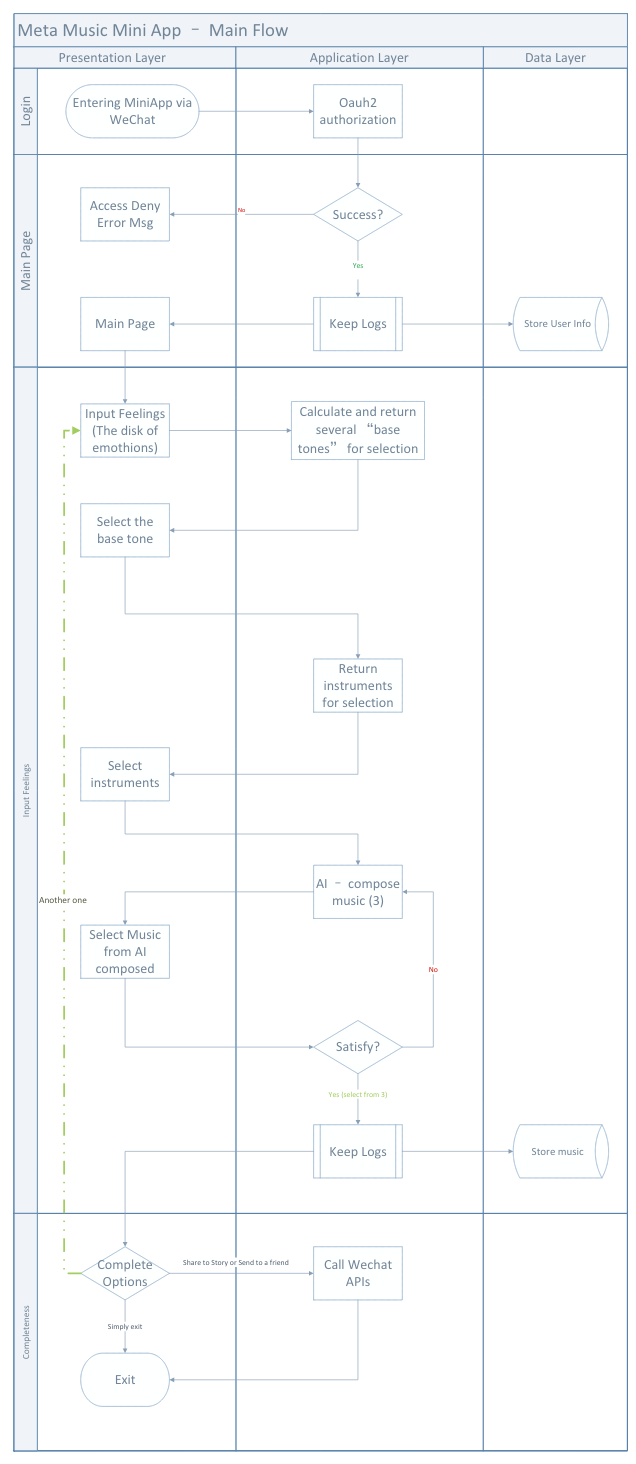 Meta Music Mini App – Main Flow
Presentation Layer
Application Layer
Data Layer
Login
Entering MiniApp via
WeChat
Oauh2
authorization
Main Page
Access Deny
Error Msg
No
Success?
Yes
Main Page
Keep Logs
Store User Info
Input Feelings
Input Feelings
(The disk of
emothions)
Calculate and return
several “base
tones” for selection
Select the
base tone
Return
instruments
for selection
Select
instruments
AI – compose
music (3)
Another one
Select Music
from AI
composed
No
Satisfy?
Yes (select from 3)
Keep Logs
Store music
Completeness
Complete
Options
Share to Story or Send to a friend
Call Wechat
APIs
Simply exit
Exit